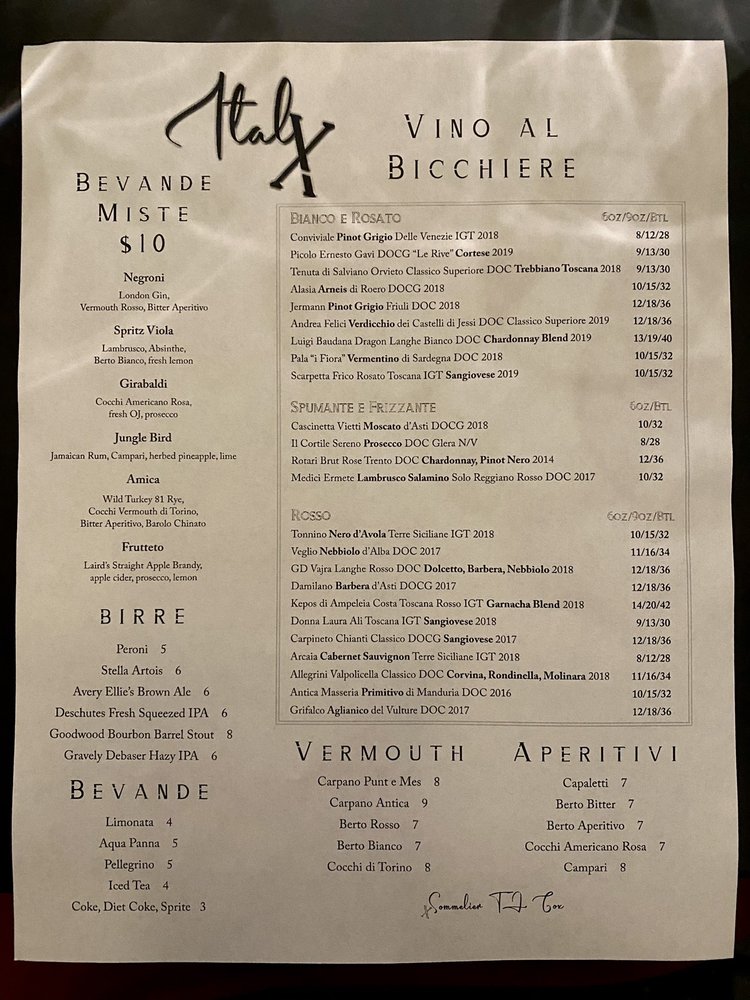 ItalX
BEVANDE
MISTE
$10
Negroni
London Gin,
Vermouth Rosso, Bitter Aperitivo
Spritz Viola
Lambrusco, Absinthe,
Berto Bianco, fresh lemon
Girabaldi
Cocchi Americano Rosa,
fresh OJ, prosecco
Jungle Bird
Jamaican Rum, Campari, herbed pineapple, lime
Amica
Wild Turkey 81 Rye,
Cocchi Vermouth di Torino,
Bitter Aperitivo, Barolo Chinato
Frutteto
Laird's Straight Apple Brandy,
apple cider, prosecco, lemon
BIRRE
Peroni 5
Stella Artois 6
Avery Ellie's Brown Ale 6
Deschutes Fresh Squeezed IPA 6
Goodwood Bourbon Barrel Stout 8
Gravely Debaser Hazy IPA 6
BEVANDE
Limonata 4
Aqua Panna 5
Pellegrino 5
Iced Tea 4
Coke, Diet Coke, Sprite 3
VINO AL
BICCHIERE
BIANCO E ROSATO 6OZ/9OZ/BTL
Conviviale Pinot Grigio Delle Venezie IGT 2018 8/12/28
Picolo Ernesto Gavi DOCG "Le Rive" Cortese 2019 9/13/30
Tenuta di Salviano Orvieto Classico Superiore DOC Trebbiano Toscana 2018 9/13/30
Alasia Arneis di Roero DOCG 2018 10/15/32
Jermann Pinot Grigio Friuli DOC 2018 12/18/36
Andrea Felici Verdicchio dei Castelli di Jessi DOC Classico Superiore 2019 12/18/36
Luigi Baudana Dragon Langhe Bianco DOC Chardonnay Blend 2019 13/19/40
Pala "i Fiora" Vermentino di Sardegna DOC 2018 10/15/32
Scarpetta Frico Rosato Toscana IGT Sangiovese 2019 10/15/32
SPUMANTE E FRIZZANTE 6OZ/BTL
Cascinetta Vietti Moscato d'Asti DOCG 2018 10/32
Il Cortile Sereno Prosecco DOC Glera N/V 8/28
Rotari Brut Rose Trento DOC Chardonnay, Pinot Nero 2014 12/36
Medici Ermete Lambrusco Salamino Solo Reggiano Rosso DOC 2017 10/32
ROSSO 6OZ/9OZ/BTL
Tonnino Nero d'Avola Terre Siciliane IGT 2018 10/15/32
Veglio Nebbiolo d'Alba DOC 2017 11/16/34
GD Vajra Langhe Rosso DOC Dolcetto, Barbera, Nebbiolo 2018 12/18/36
Damilano Barbera d'Asti DOCG 2017 12/18/36
Kepos di Ampeleia Costa Toscana Rosso IGT Garnacha Blend 2018 14/20/42
Donna Laura Ali Toscana IGT Sangiovese 2018 9/13/30
Carpineto Chianti Classico DOCG Sangiovese 2017 12/18/36
Arcaia Cabernet Sauvignon Terre Siciliane IGT 2018 8/12/28
Allegrini Valpolicella Classico DOC Corvina, Rondinella, Molinara 2018 11/16/34
Antica Masseria Primitivo di Manduria DOC 2016 10/15/32
Grifalco Aglianico del Vulture DOC 2017 12/18/36
VERMOUTH
Carpano Punt e Mes 8
Carpano Antica 9
Berto Rosso 7
Berto Bianco 7
Cocchi di Torino 8
APERITIVI
Capaletti 7
Berto Bitter 7
Berto Aperitivo 7
Cocchi Americano Rosa 7
Campari 8
Sommelier T.J. Cox